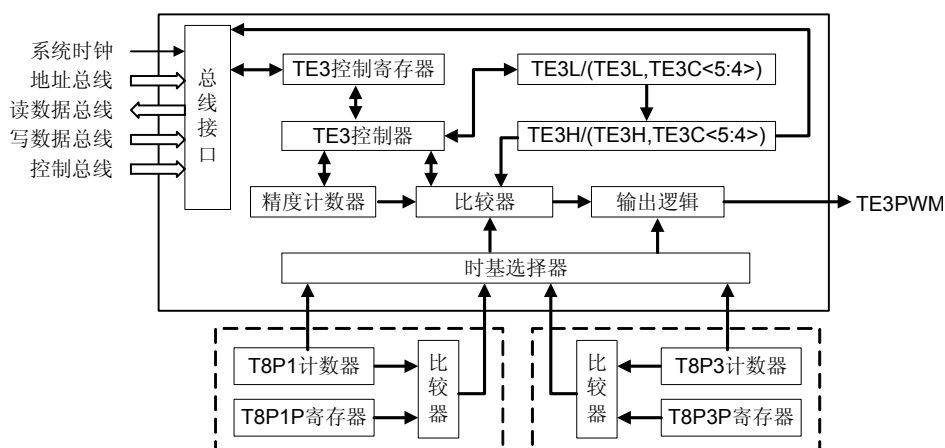 系统时钟
地址总线
读数据总线
写数据总线
控制总线
总线接口
TE3控制寄存器
TE3L/(TE3L,TE3C<5:4>)
TE3控制器
TE3H/(TE3H,TE3C<5:4>)
精度计数器
比较器
输出逻辑
TE3PWM
时基选择器
T8P1计数器
比较器
T8P1P寄存器
比较器
T8P3计数器
T8P3P寄存器